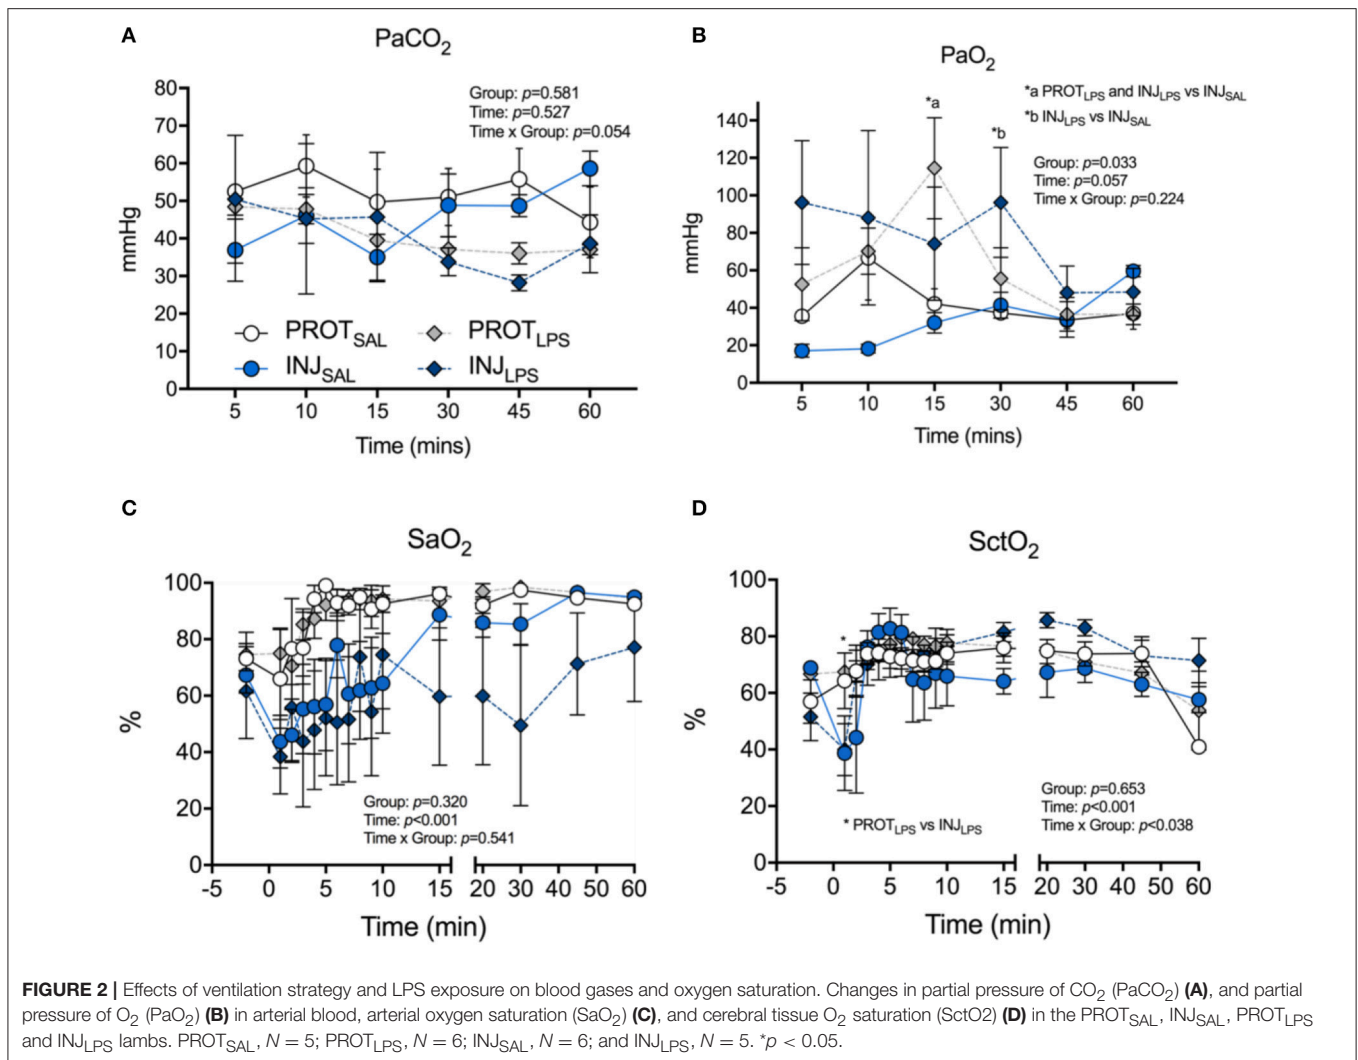 A
PaCO2
80
70
60
50
40
30
20
10
0
mmHg
Group: p=0.581
Time: p=0.527
Time x Group: p=0.054
PROTSAL
PROTLPS
INJSAL
INJLPS
5 10 15 30 45 60
Time (mins)
B
PaO2
*a PROTLPS and INJLPS vs INJSAL
*b INJLPS vs INJSAL
*a
*b
140
120
100
80
60
40
20
0
mmHg
Group: p=0.033
Time: p=0.057
Time x Group: p=0.224
5 10 15 30 45 60
Time (mins)
C
SaO2
100
80
60
40
20
0
%
Group: p=0.320
Time: p<0.001
Time x Group: p=0.541
-5 0 5 10 15 20 30 40 50 60
Time (min)
D
SctO2
100
80
60
40
20
0
%
*
* PROTLPS vs INJLPS
Group: p=0.653
Time: p<0.001
Time x Group: p<0.038
-5 0 5 10 15 20 30 40 50 60
Time (min)
FIGURE 2 | Effects of ventilation strategy and LPS exposure on blood gases and oxygen saturation. Changes in partial pressure of CO2 (PaCO2) (A), and partial
pressure of O2 (PaO2) (B) in arterial blood, arterial oxygen saturation (SaO2) (C), and cerebral tissue O2 saturation (SctO2) (D) in the PROTSAL, INJSAL, PROTLPS
and INJLPS lambs. PROTSAL, N = 5; PROTLPS, N = 6; INJSAL, N = 6; and INJLPS, N = 5. *p < 0.05.